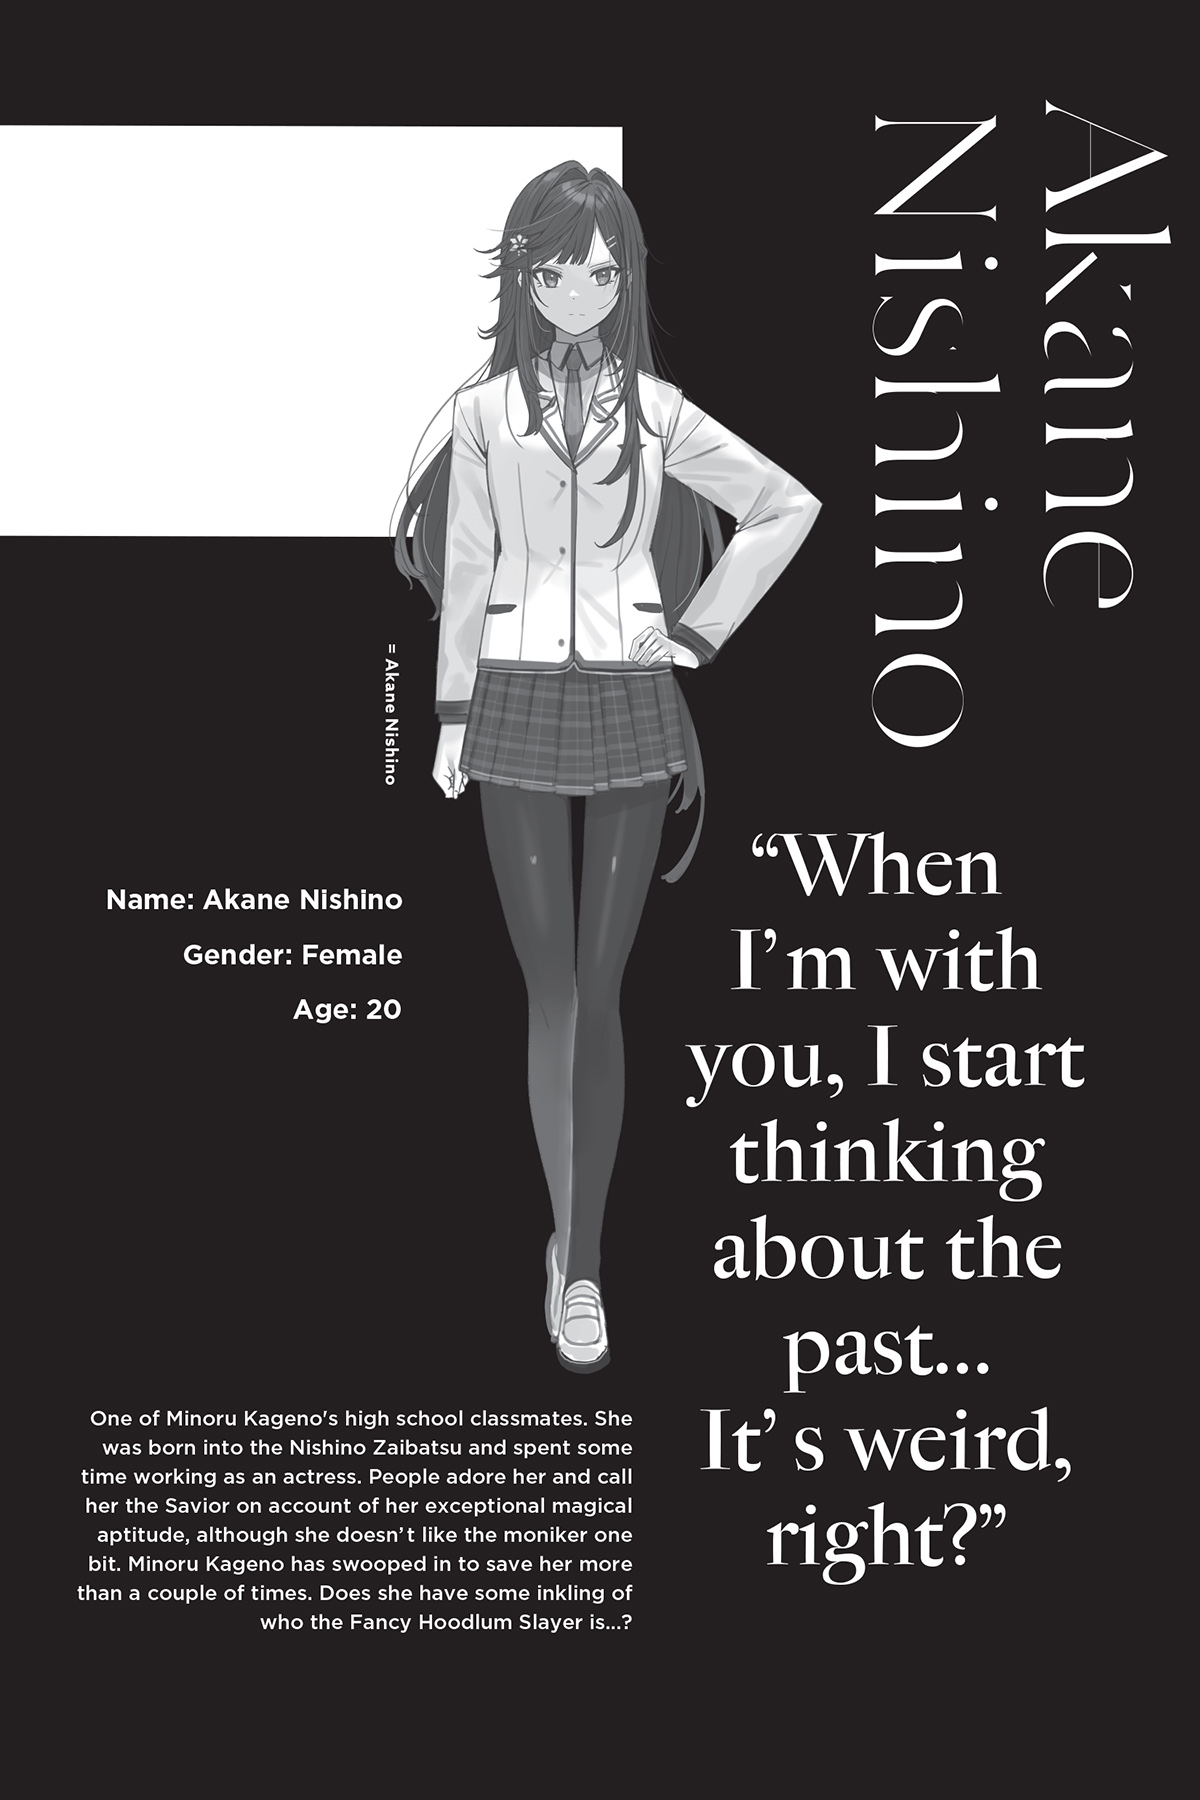 Akane
Nishino
= Akane Nishino
Name: Akane Nishino
Gender: Female
Age: 20
“When
I’m with
you, I start
thinking
about the
past...
It’s weird,
right?”
One of Minoru Kageno's high school classmates. She
was born into the Nishino Zaibatsu and spent some
time working as an actress. People adore her and call
her the Savior on account of her exceptional magical
aptitude, although she doesn’t like the moniker one
bit. Minoru Kageno has swooped in to save her more
than a couple of times. Does she have some inkling of
who the Fancy Hoodlum Slayer is...?